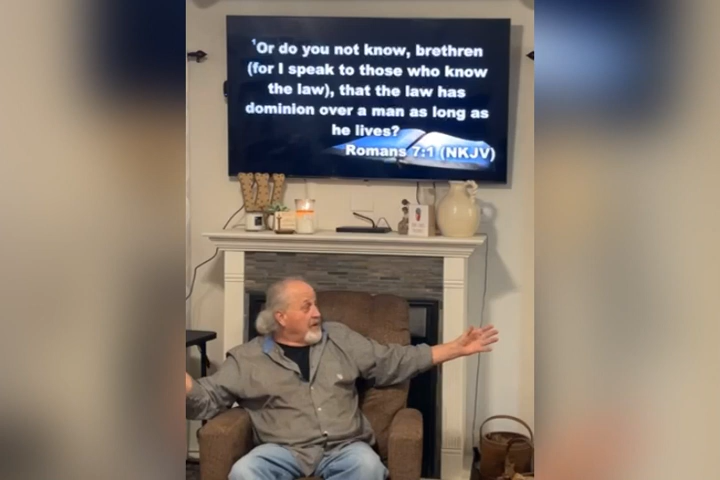 ¹Or do you not know, brethren
(for I speak to those who know
the law), that the law has
dominion over a man as long as
he lives?
Romans 7:1 (NKJV)
W